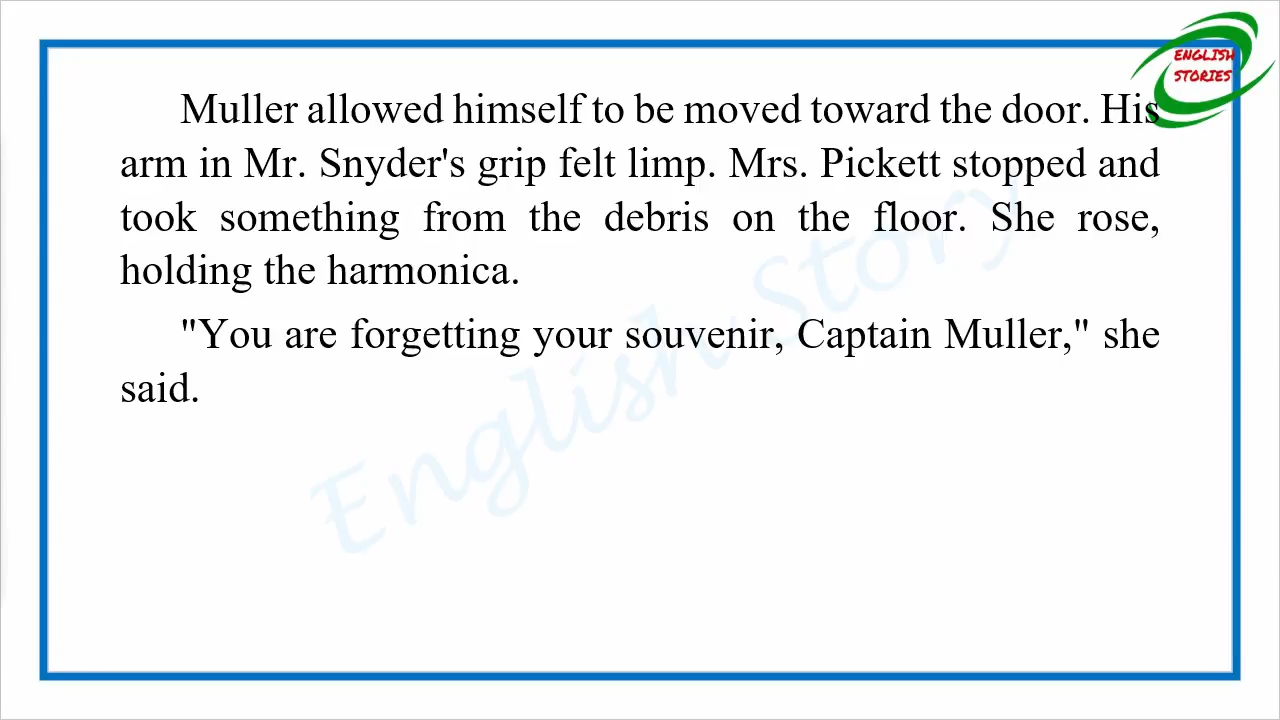 ENGLISH
STORIES
Muller allowed himself to be moved toward the door. His
arm in Mr. Snyder's grip felt limp. Mrs. Pickett stopped and
took something from the debris on the floor. She rose,
holding the harmonica.
"You are forgetting your souvenir, Captain Muller," she
said.
English Story